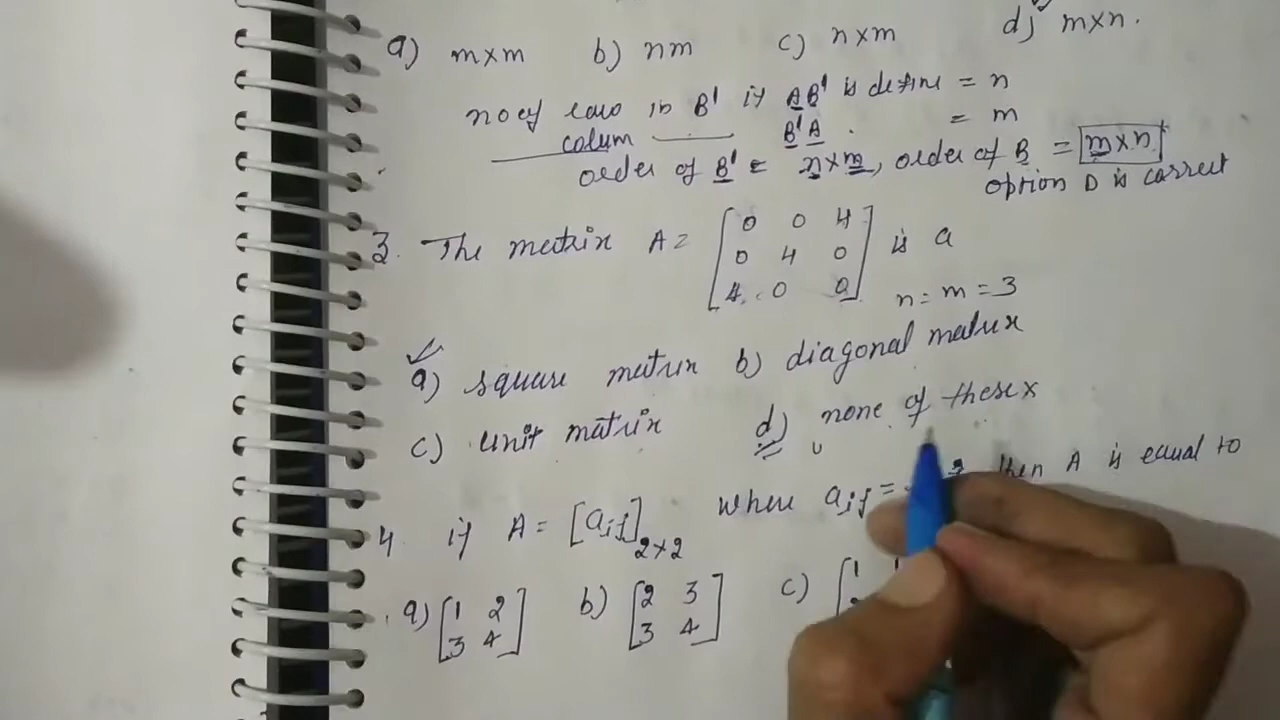 a) m×m b) nm c) n×m d) m×n.
no of row in B' if AB' is define = n
colum B'A . = m
order of B' = n×m, order of B = m×n
option D is correct
3. The matrix A = [0 0 4
0 4 0
4 0 0] is a
n = m = 3
a) square matrix b) diagonal matrix
c) unit matrix d) none of these ×
4. if A = [aij]2×2 where aij = then A is equal to
a) [1 2 b) [2 3 c) [1
3 4] 3 4]